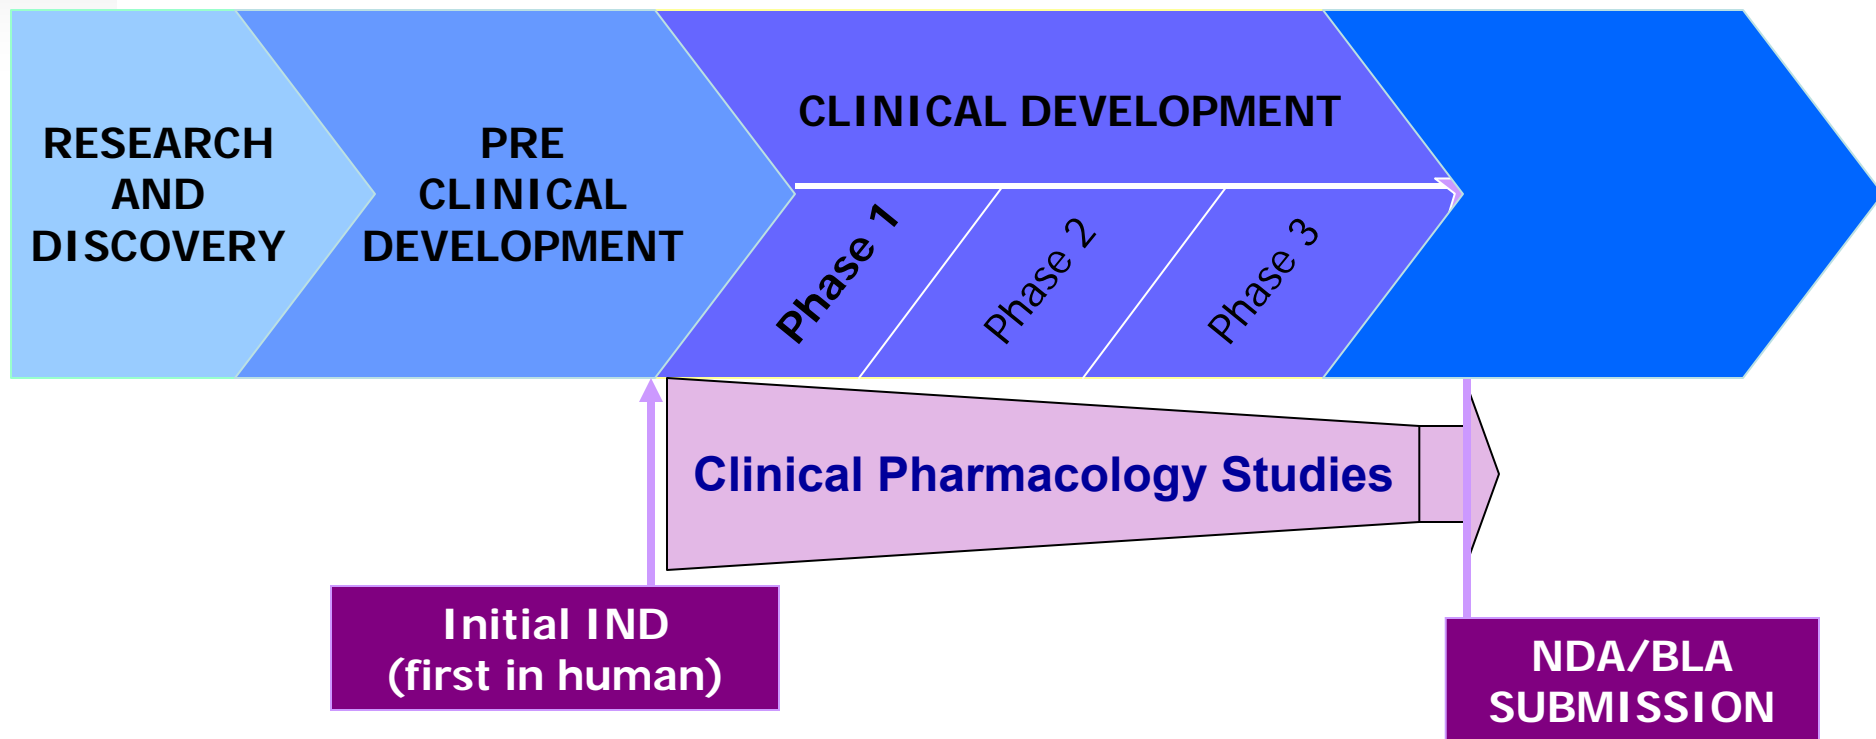 RESEARCH
AND
DISCOVERY
PRE
CLINICAL
DEVELOPMENT
CLINICAL DEVELOPMENT
Phase 1
Phase 2
Phase 3
Clinical Pharmacology Studies
Initial IND
(first in human)
NDA/BLA
SUBMISSION